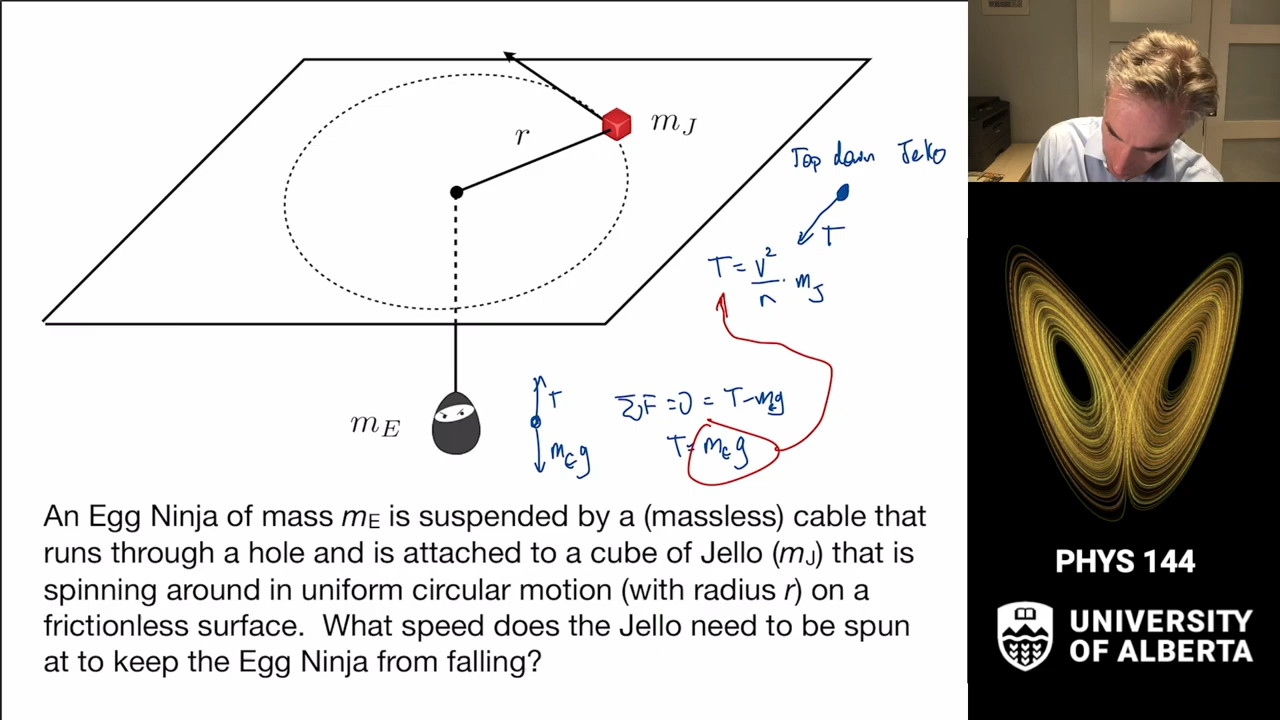 r
m_J
Top down Jello
T
T = v²/r · m_J
m_E
T
m_E g
ΣF = 0 = T - m_E g
T = m_E g
An Egg Ninja of mass m_E is suspended by a (massless) cable that
runs through a hole and is attached to a cube of Jello (m_J) that is
spinning around in uniform circular motion (with radius r) on a
frictionless surface. What speed does the Jello need to be spun
at to keep the Egg Ninja from falling?
PHYS 144
UNIVERSITY
OF ALBERTA